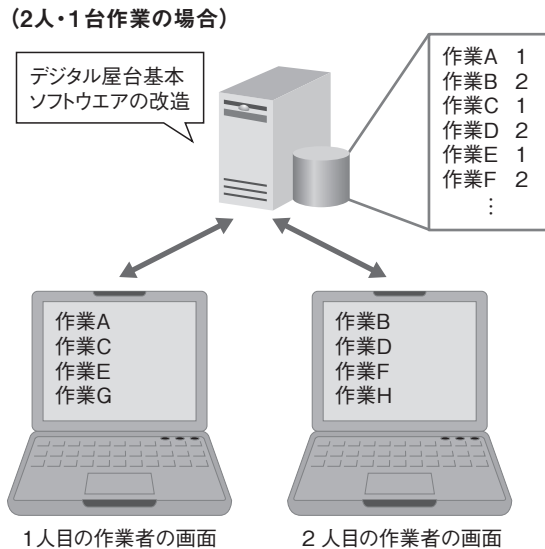 （2人・1台作業の場合）
デジタル屋台基本
ソフトウエアの改造
作業A 1
作業B 2
作業C 1
作業D 2
作業E 1
作業F 2
⋮
作業A
作業C
作業E
作業G
作業B
作業D
作業F
作業H
1人目の作業者の画面
2人目の作業者の画面